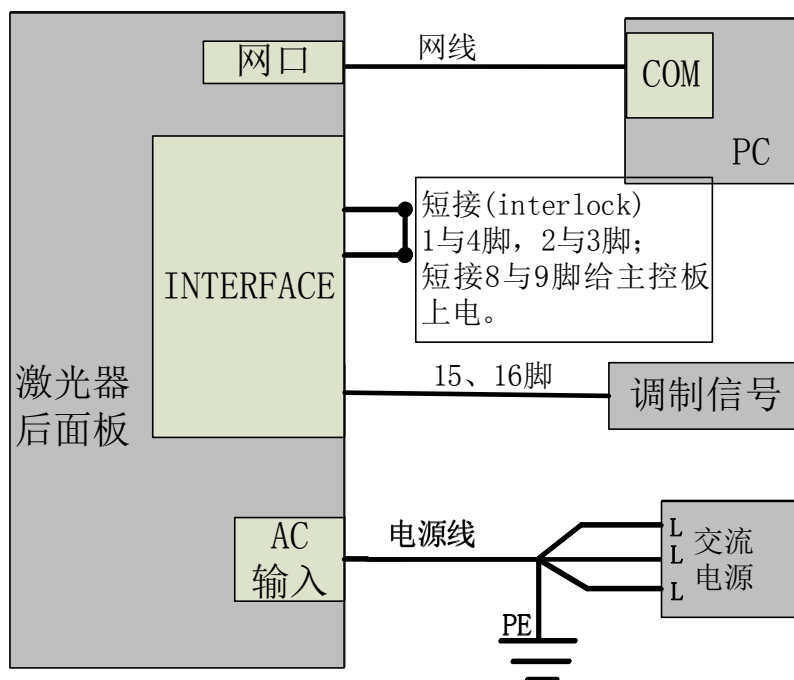 网口
网线
COM
PC
短接(interlock)
1与4脚，2与3脚；
短接8与9脚给主控板
上电。
INTERFACE
激光器
后面板
15、16脚
调制信号
AC
输入
电源线
L
L
L
交流
电源
PE